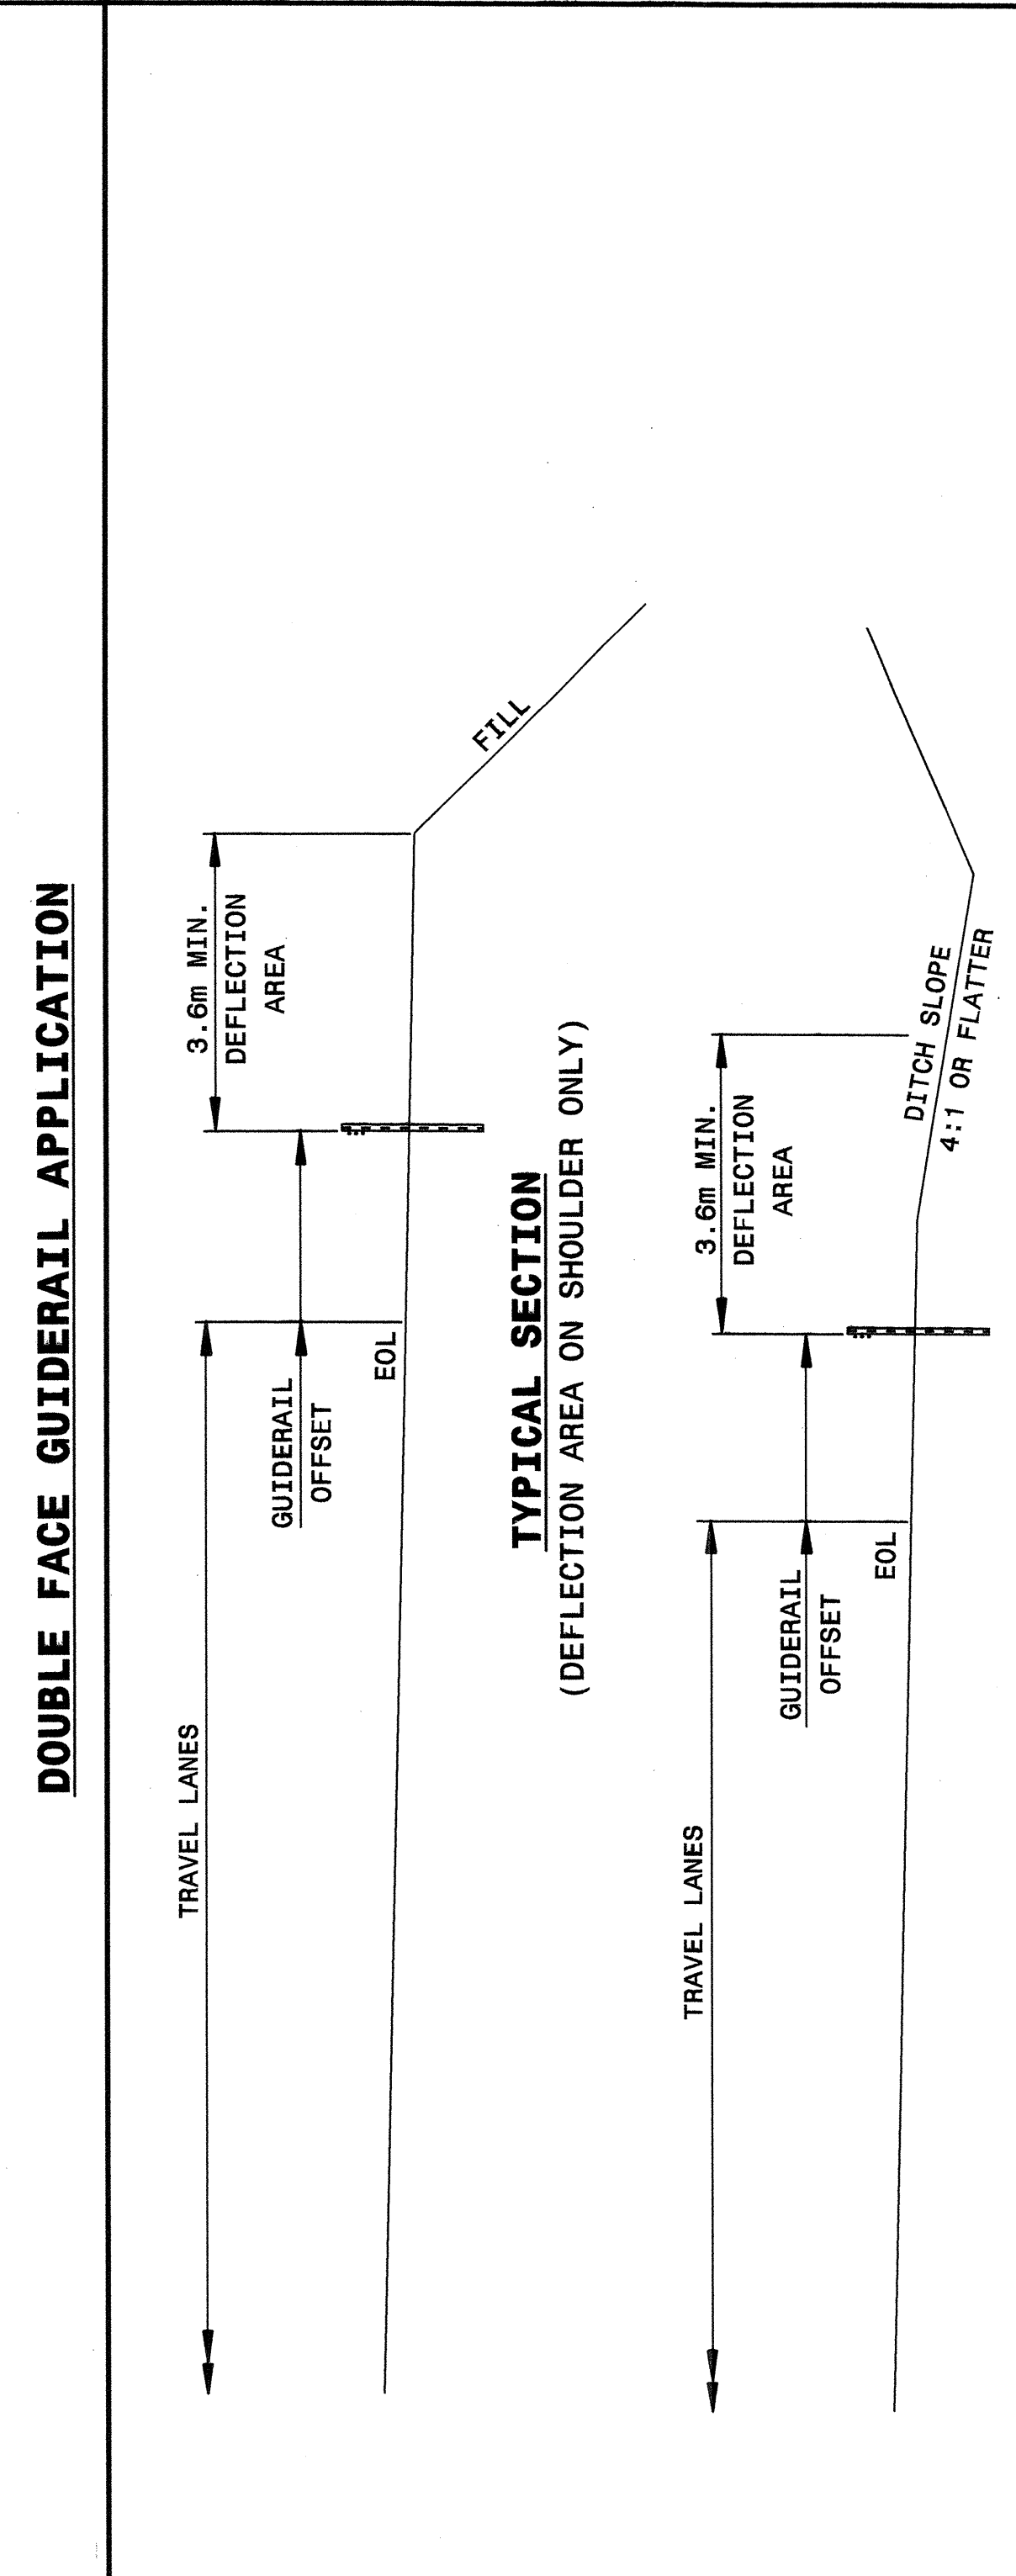 DOUBLE FACE GUIDERAIL APPLICATION
TRAVEL LANES
3.6m MIN.
DEFLECTION
AREA
GUIDERAIL
OFFSET
EOL
FILL
TYPICAL SECTION
(DEFLECTION AREA ON SHOULDER ONLY)
TRAVEL LANES
3.6m MIN.
DEFLECTION
AREA
GUIDERAIL
OFFSET
EOL
DITCH SLOPE
4:1 OR FLATTER